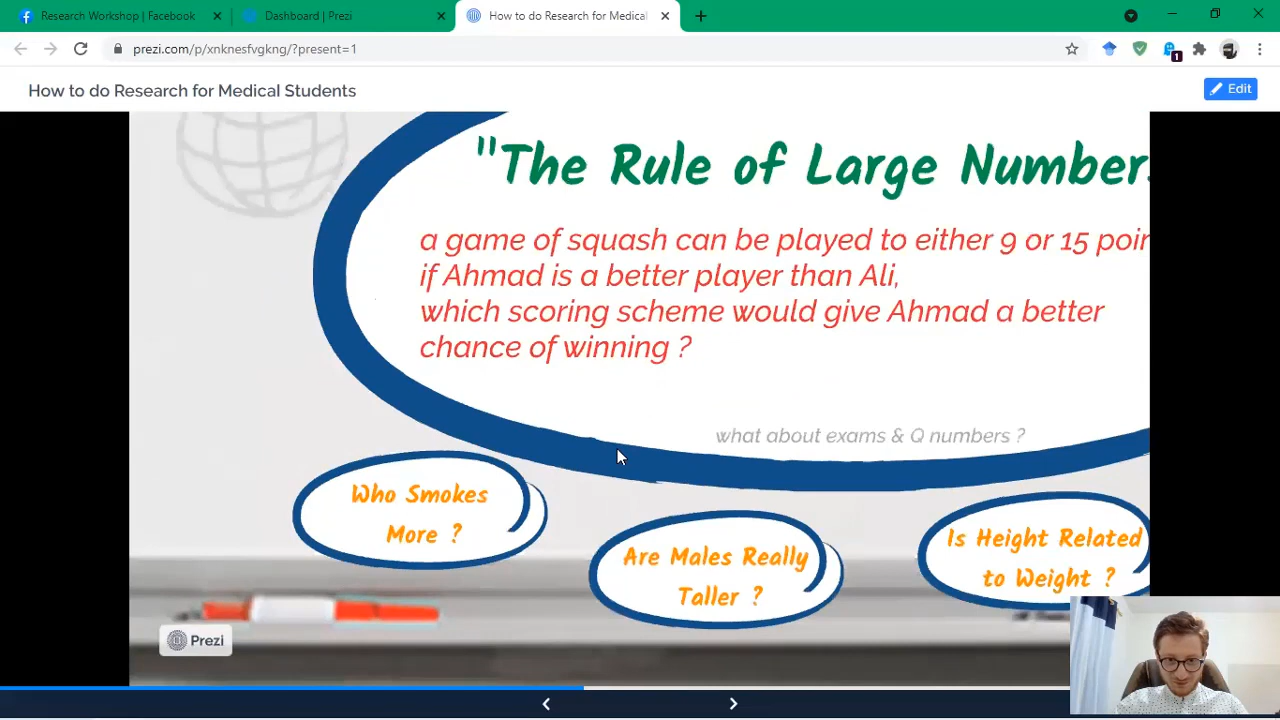 Research Workshop | Facebook
Dashboard | Prezi
How to do Research for Medical
prezi.com/p/xnknesfvgkng/?present=1
1
How to do Research for Medical Students
Edit
"The Rule of Large Number
a game of squash can be played to either 9 or 15 poin
if Ahmad is a better player than Ali,
which scoring scheme would give Ahmad a better
chance of winning ?
what about exams & Q numbers ?
Who Smokes
More ?
Are Males Really
Taller ?
Is Height Related
to Weight ?
Prezi